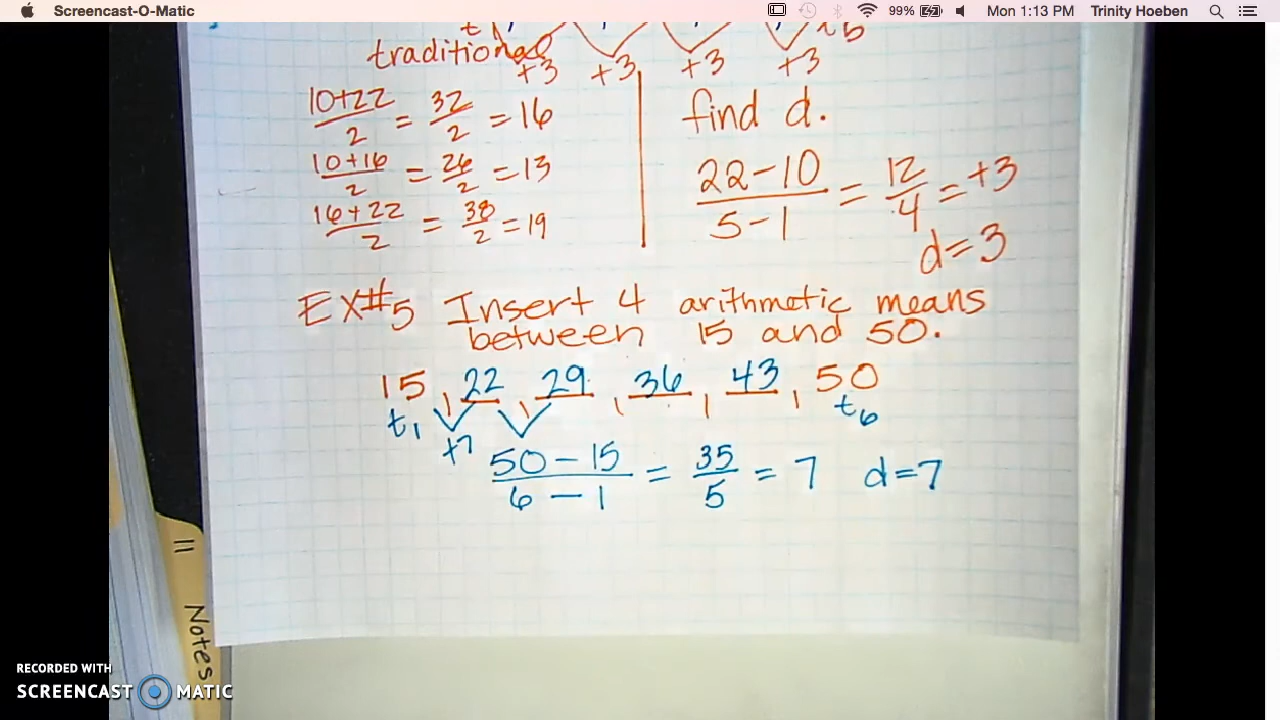 Screencast-O-Matic 99% Mon 1:13 PM Trinity Hoeben
traditional
+3 +3 +3 +3
10+22/2 = 32/2 = 16
10+16/2 = 26/2 = 13
16+22/2 = 38/2 = 19
find d.
22-10/5-1 = 12/4 = +3
d=3
EX#5 Insert 4 arithmetic means
between 15 and 50.
15, 22, 29, 36, 43, 50
t1 t6
+7
50-15/6-1 = 35/5 = 7 d=7
11
Notes
RECORDED WITH
SCREENCAST O MATIC